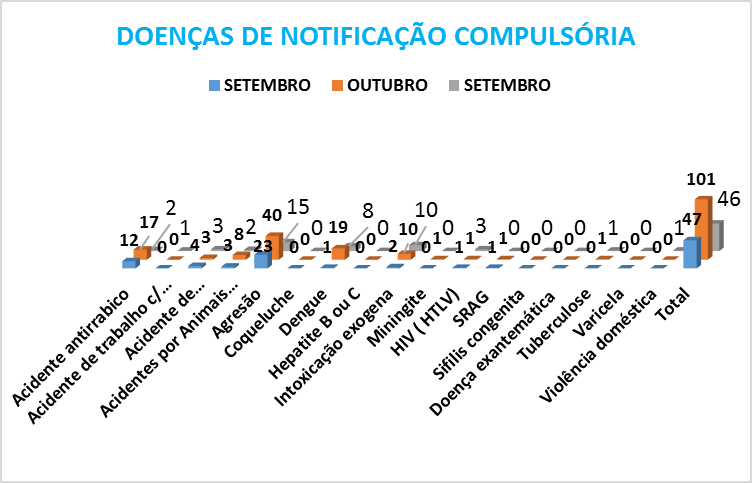 DOENÇAS DE NOTIFICAÇÃO COMPULSÓRIA
SETEMBRO OUTUBRO SETEMBRO
12 17 2
0 0 1
4 3 3
3 8 2
23 40 15
0 0 0
1 19 8
0 0 0
2 10 10
0 1 0
1 1 3
1 1 0
0 0 0
0 0 0
0 1 1
0 0 0
0 0 1
47 101 46
Acidente antirrabico
Acidente de trabalho c/...
Acidente de...
Acidentes por Animais...
Agresão
Coqueluche
Dengue
Hepatite B ou C
Intoxicação exogena
Miningite
HIV ( HTLV)
SRAG
Sifilis congenita
Doença exantemática
Tuberculose
Varicela
Violência doméstica
Total